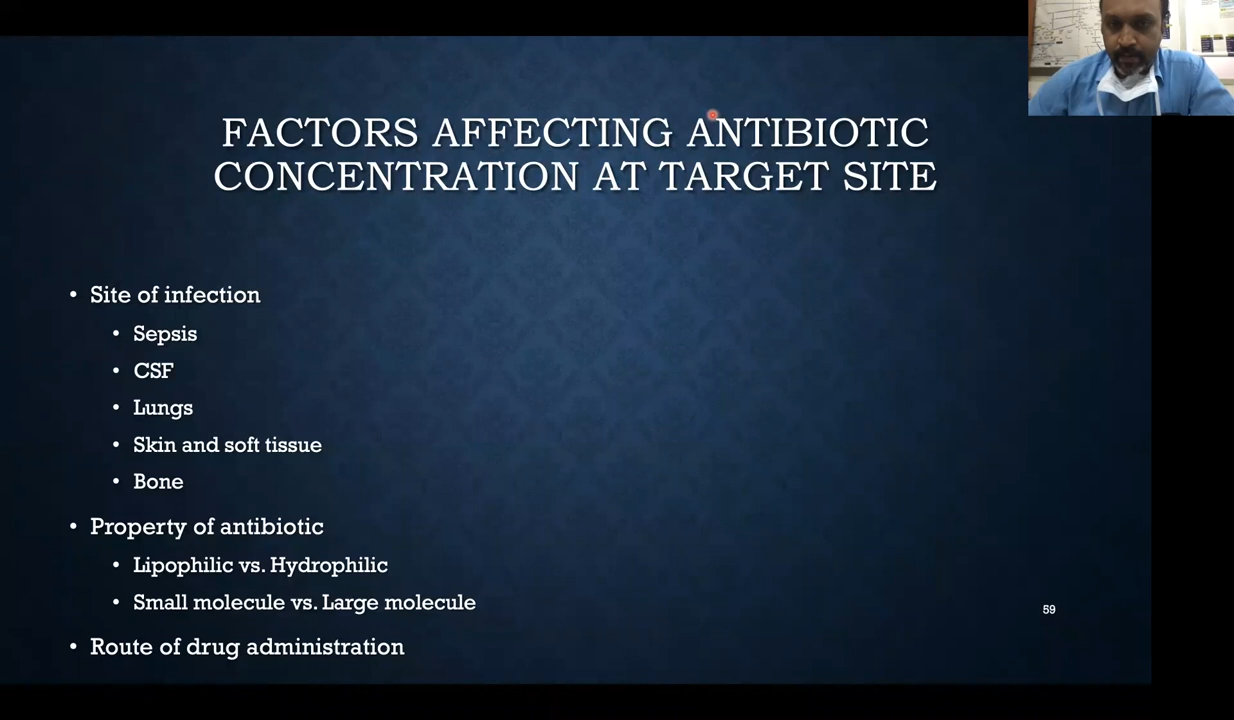 FACTORS AFFECTING ANTIBIOTIC
CONCENTRATION AT TARGET SITE
• Site of infection
• Sepsis
• CSF
• Lungs
• Skin and soft tissue
• Bone
• Property of antibiotic
• Lipophilic vs. Hydrophilic
• Small molecule vs. Large molecule
• Route of drug administration
59